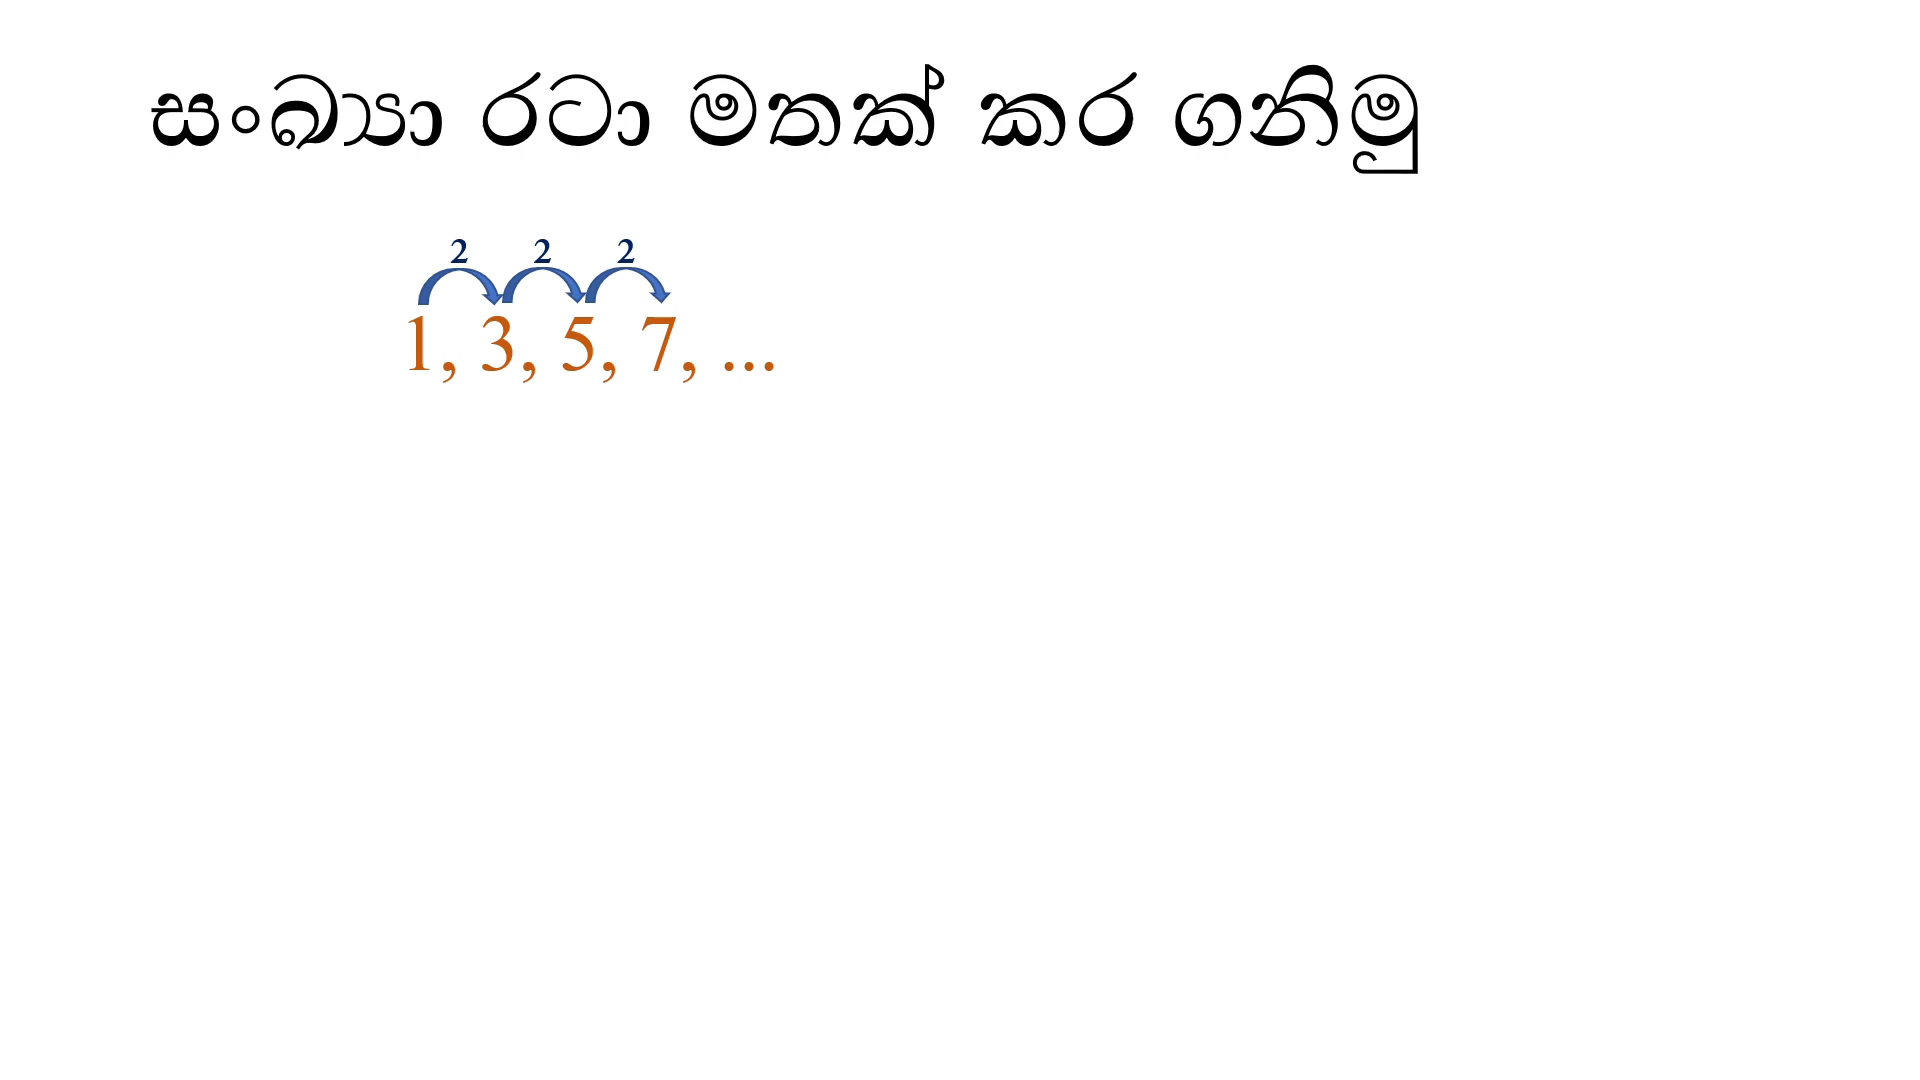 සංඛ්‍යා රටා මතක් කර ගනිමු
2 2 2
1, 3, 5, 7, ...